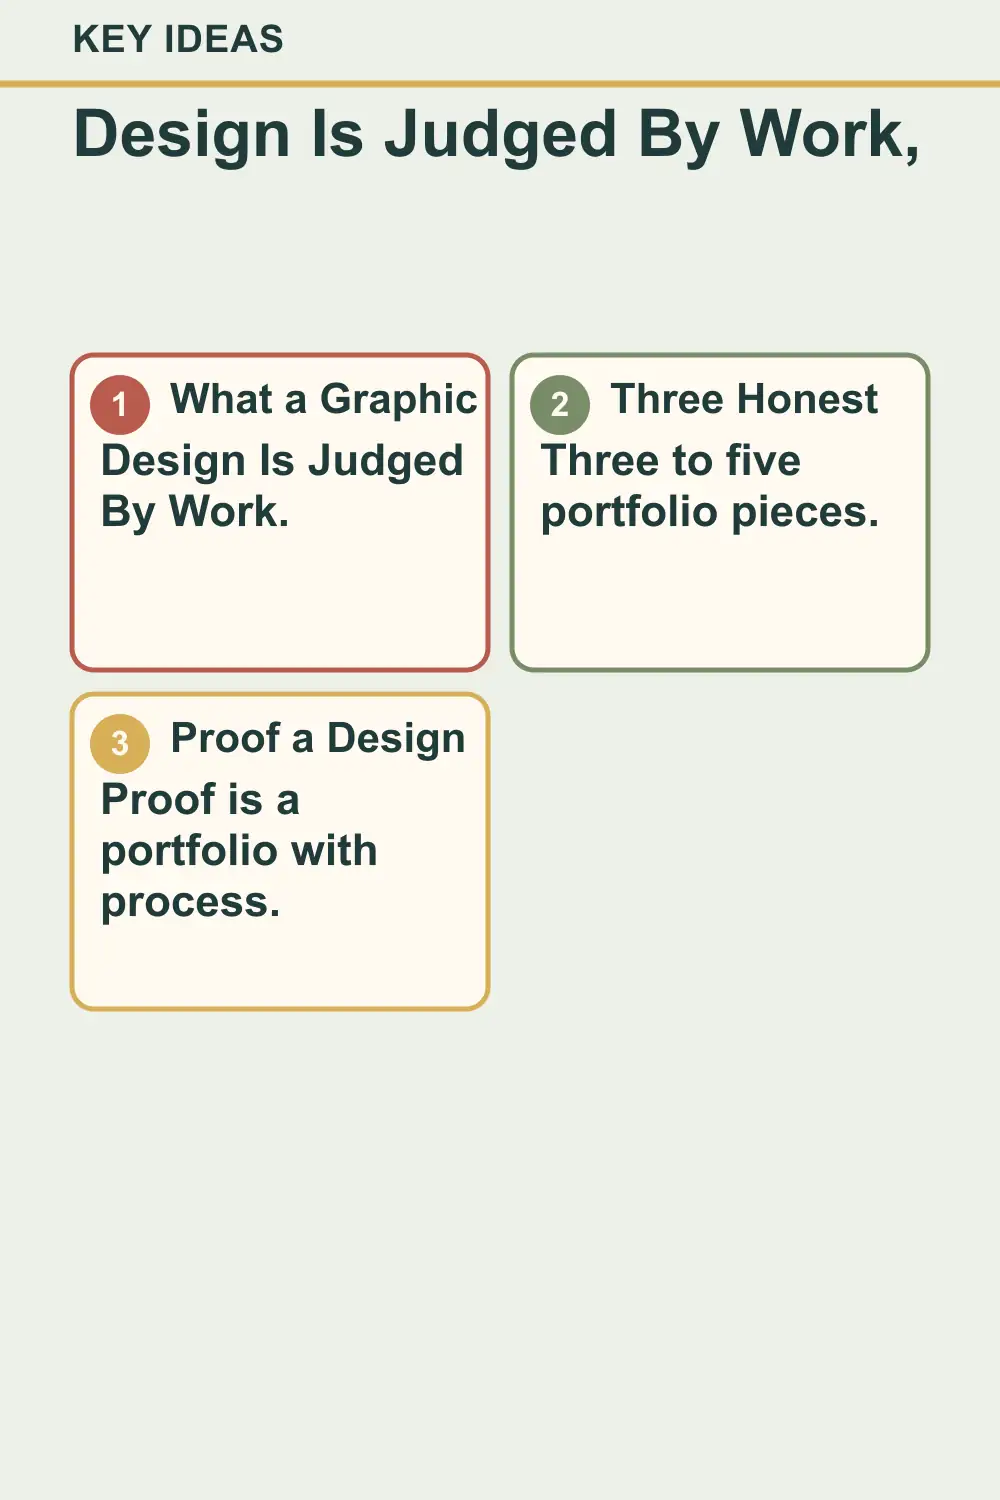 KEY IDEAS
Design Is Judged By Work,
1 What a Graphic
Design Is Judged
By Work.
2 Three Honest
Three to five
portfolio pieces.
3 Proof a Design
Proof is a
portfolio with
process.